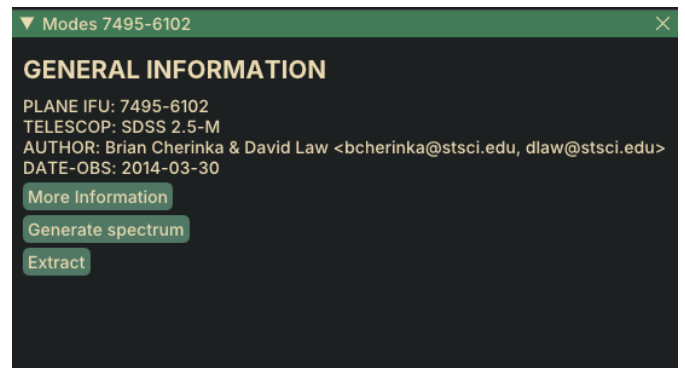 Modes 7495-6102
GENERAL INFORMATION
PLANE IFU: 7495-6102
TELESCOP: SDSS 2.5-M
AUTHOR: Brian Cherinka & David Law <bcherinka@stsci.edu, dlaw@stsci.edu>
DATE-OBS: 2014-03-30
More Information
Generate spectrum
Extract